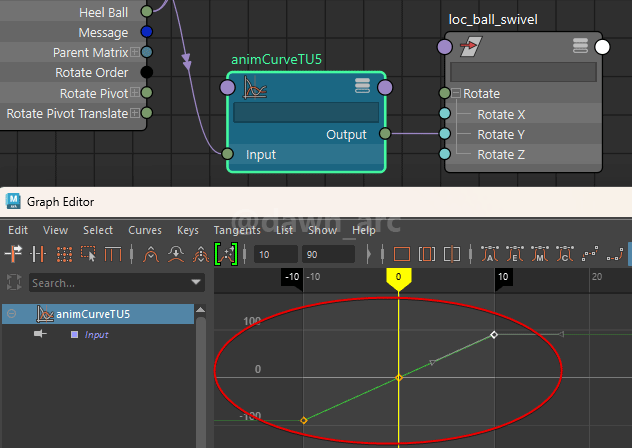 Heel Ball
Message
Parent Matrix
Rotate Order
Rotate Pivot
Rotate Pivot Translate
animCurveTU5
Output
Input
loc_ball_swivel
Rotate
Rotate X
Rotate Y
Rotate Z
M
Graph Editor
@dawn_arc
Edit View Select Curves Keys Tangents List Show Help
10 90
A E M C
Search...
animCurveTU5
Input
-10 -10 0 10 20
100
0
-100